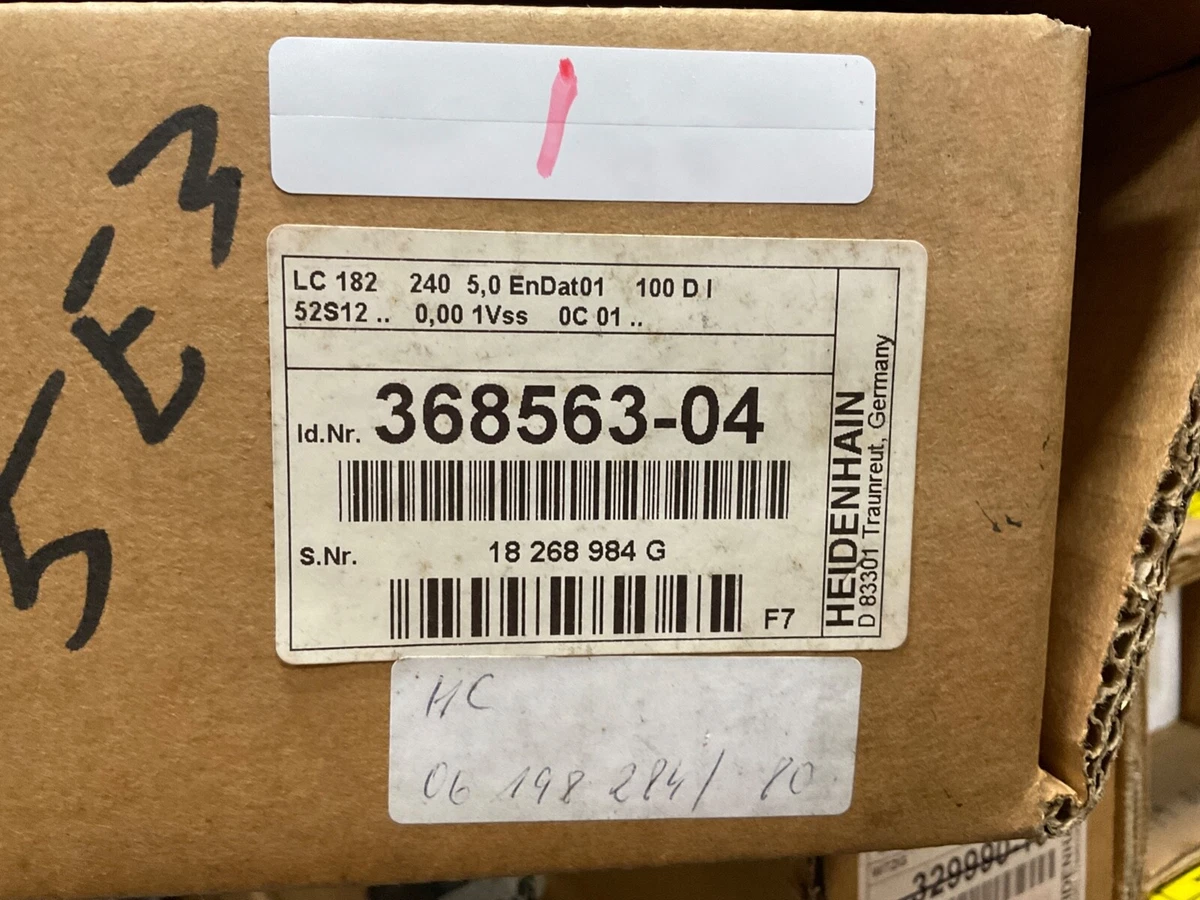 LC 182 240 5,0 EnDat01 100 D I
52S12 .. 0,00 1Vss 0C 01 ..
Id.Nr. 368563-04
S.Nr. 18 268 984 G
F7
HEIDENHAIN
D 83301 Traunreut, Germany
HC
06 198 284/ 80